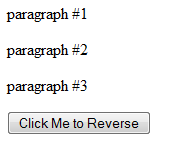 paragraph #1
paragraph #2
paragraph #3
Click Me to Reverse